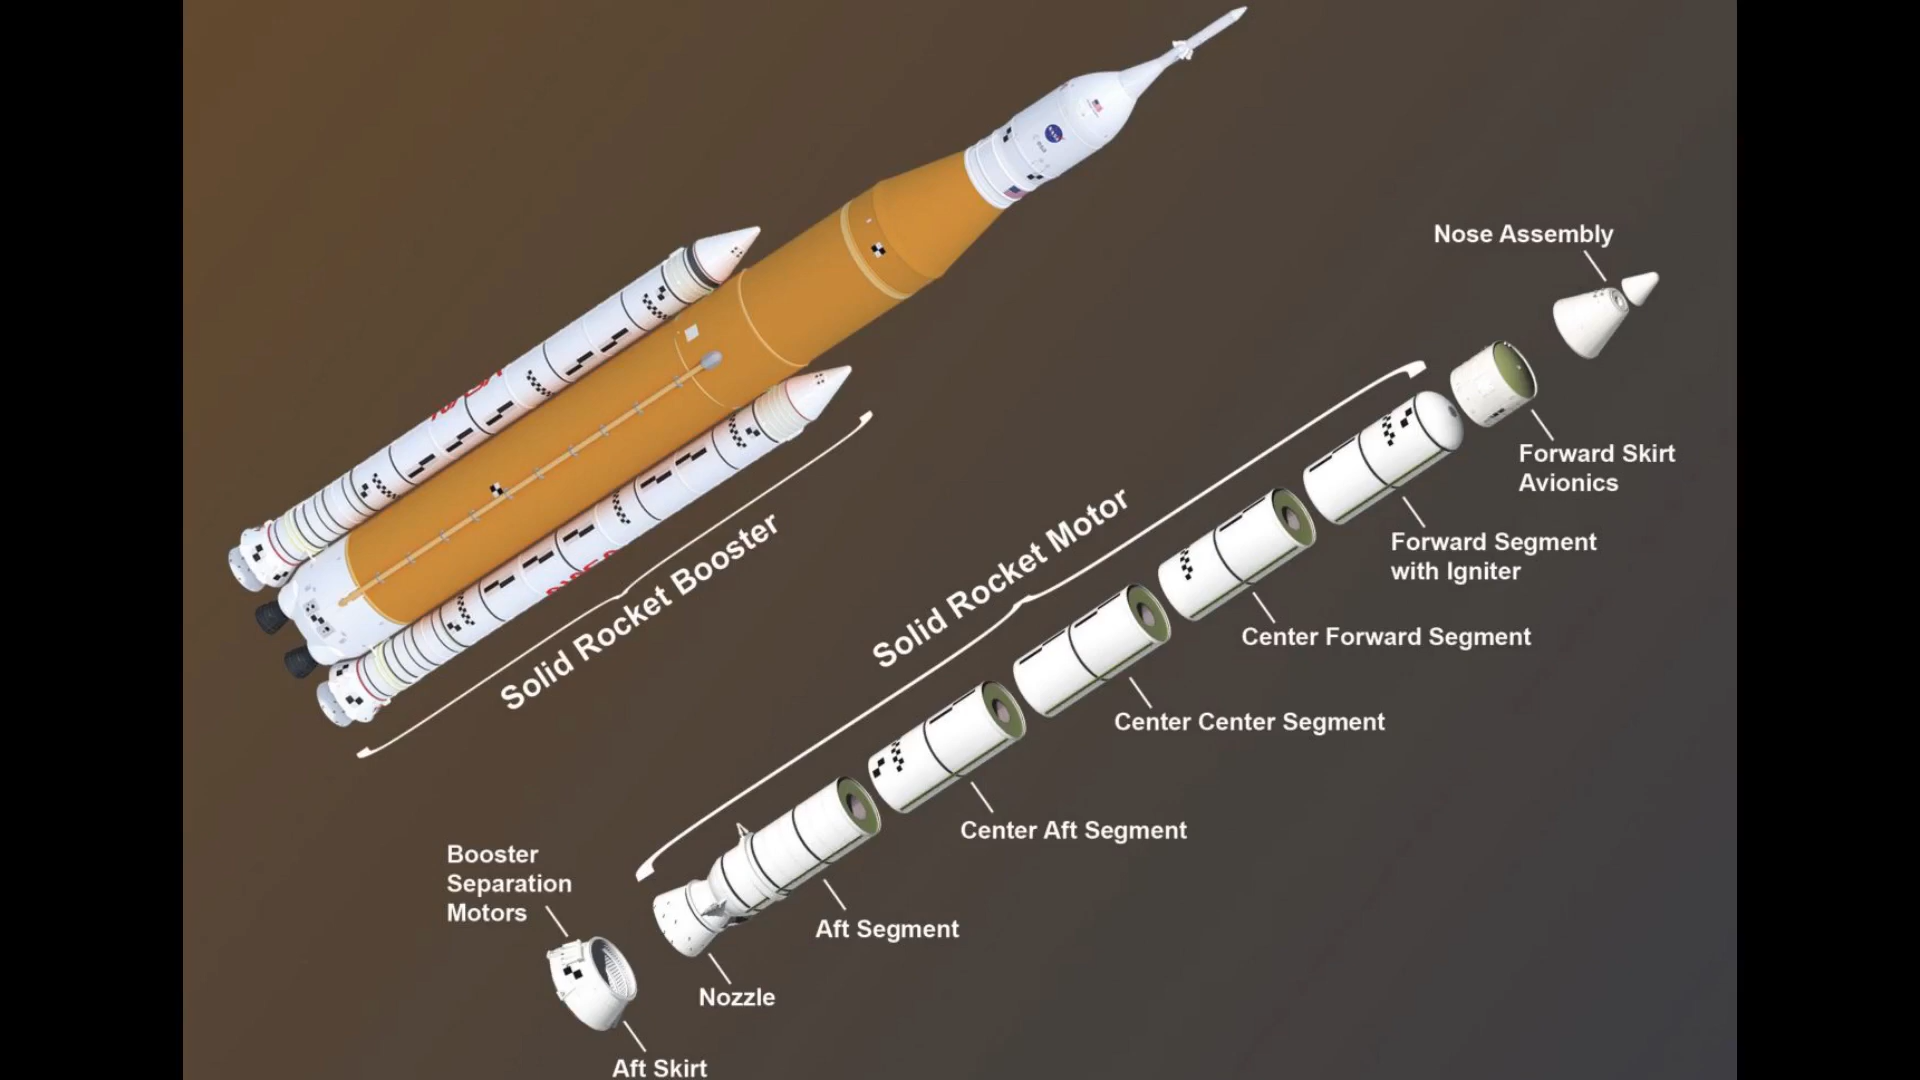 Nose Assembly
Forward Skirt
Avionics
Forward Segment
with Igniter
Solid Rocket Booster
Solid Rocket Motor
Center Forward Segment
Center Center Segment
Center Aft Segment
Booster
Separation
Motors
Aft Segment
Nozzle
Aft Skirt